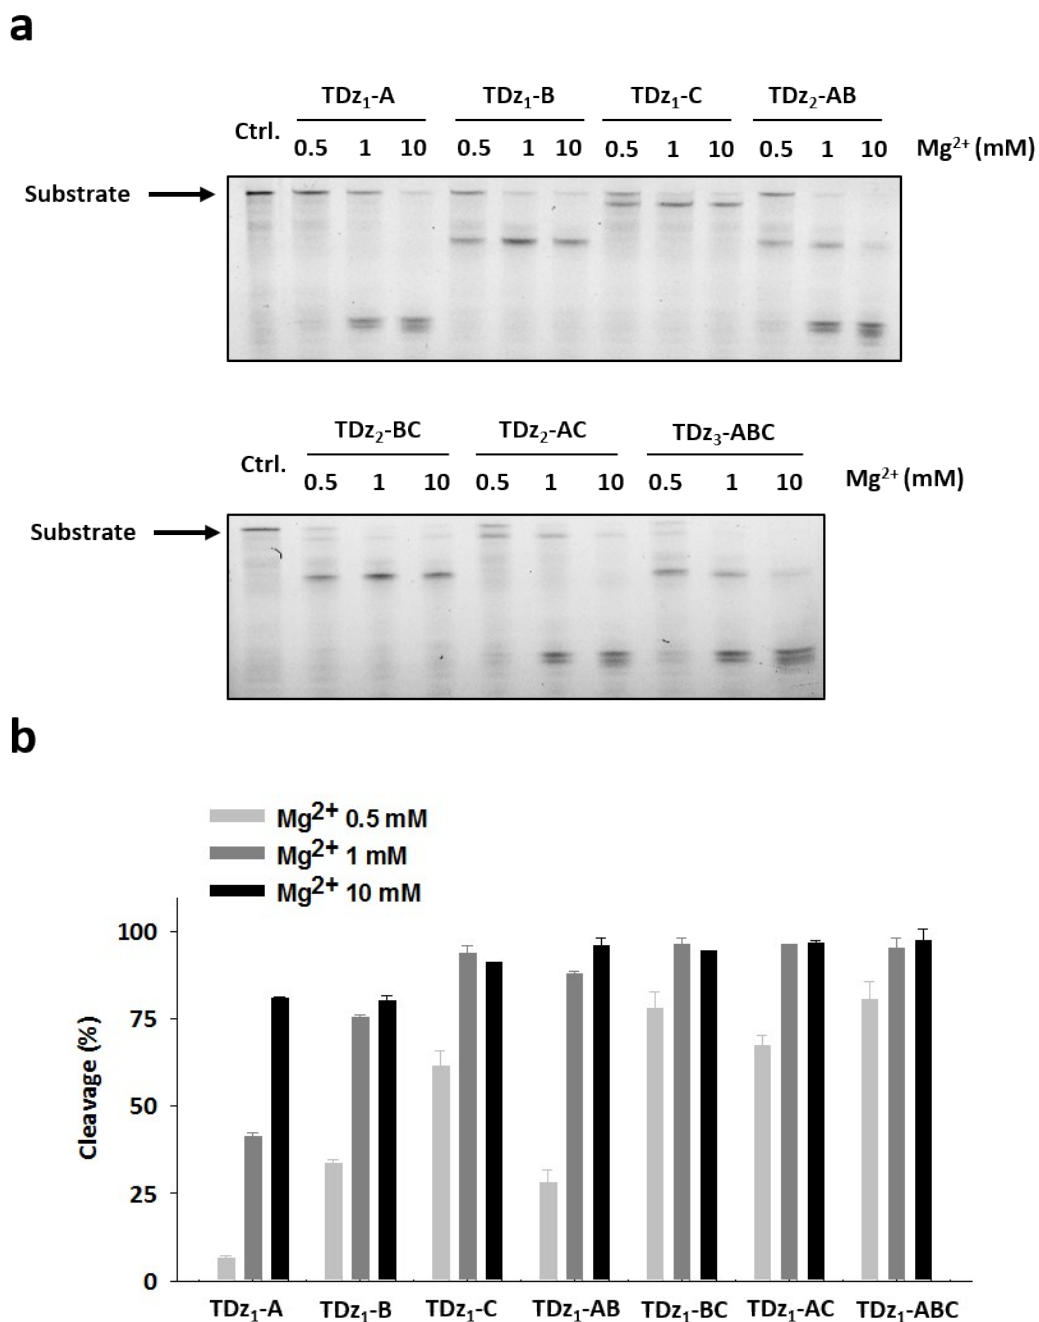 a
TDz₁-A TDz₁-B TDz₁-C TDz₂-AB
Ctrl. 0.5 1 10 0.5 1 10 0.5 1 10 0.5 1 10 Mg²⁺ (mM)
Substrate
TDz₂-BC TDz₂-AC TDz₃-ABC
Ctrl. 0.5 1 10 0.5 1 10 0.5 1 10 Mg²⁺ (mM)
Substrate
b
Mg²⁺ 0.5 mM
Mg²⁺ 1 mM
Mg²⁺ 10 mM
100
75
50
25
0
Cleavage (%)
TDz₁-A TDz₁-B TDz₁-C TDz₁-AB TDz₁-BC TDz₁-AC TDz₁-ABC